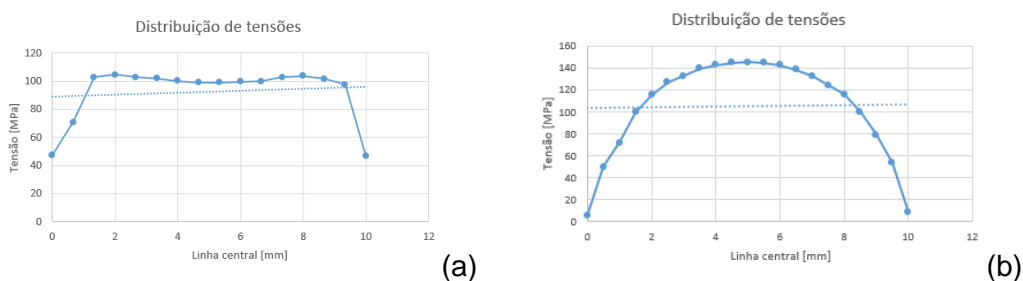 Distribuição de tensões
120
100
80
60
40
20
0
Tensão [MPa]
0 2 4 6 8 10 12
Linha central [mm]
(a)
Distribuição de tensões
160
140
120
100
80
60
40
20
0
Tensão [MPa]
0 2 4 6 8 10 12
Linha central [mm]
(b)